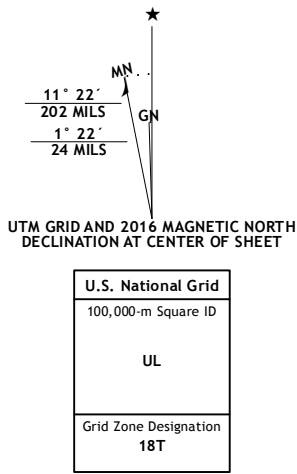 ★
MN
GN
11° 22´
202 MILS
1° 22´
24 MILS
UTM GRID AND 2016 MAGNETIC NORTH
DECLINATION AT CENTER OF SHEET
U.S. National Grid
100,000-m Square ID
UL
Grid Zone Designation
18T